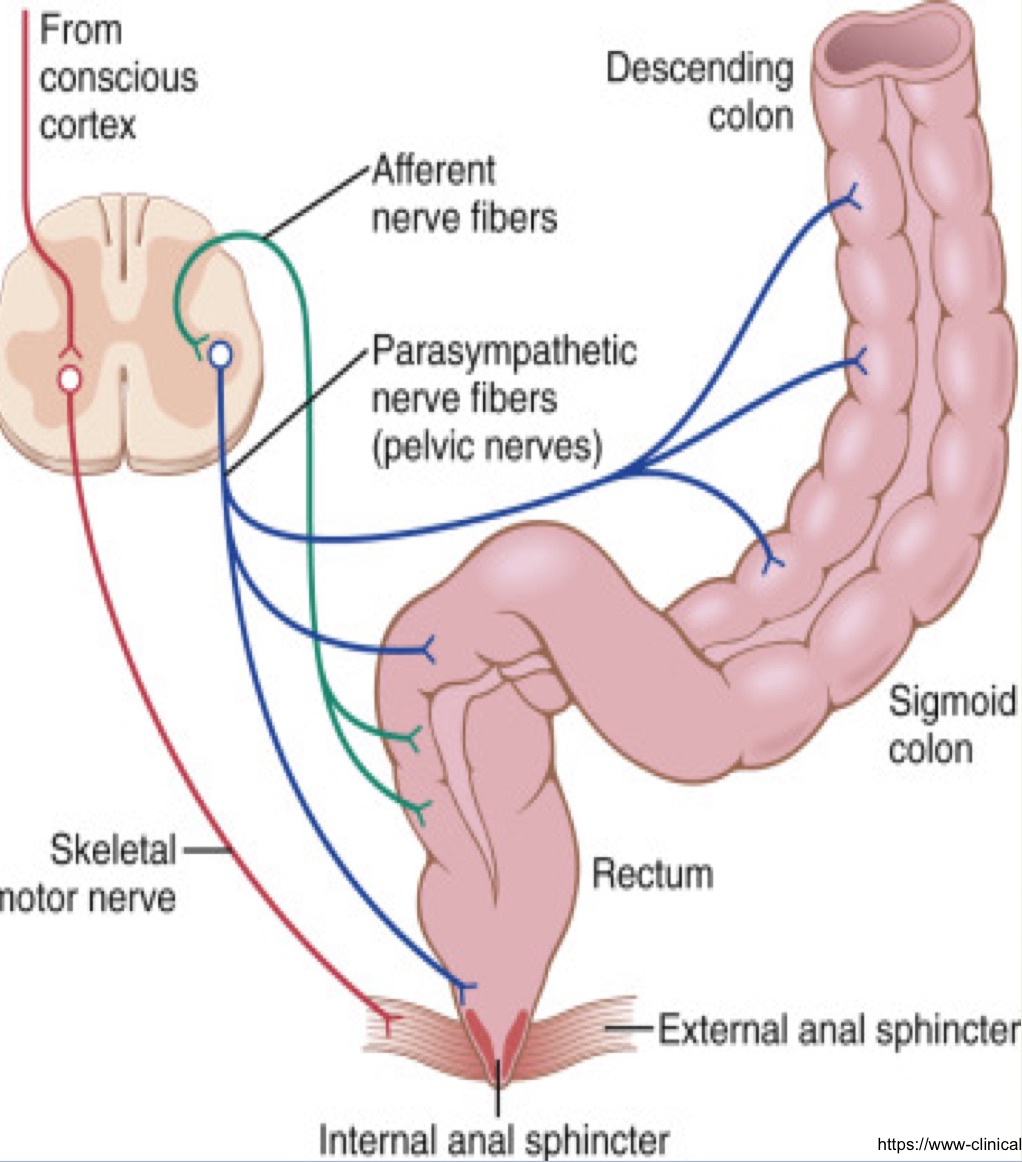 From
conscious
cortex
Descending
colon
Afferent
nerve fibers
Parasympathetic
nerve fibers
(pelvic nerves)
Sigmoid
colon
Skeletal
notor nerve
Rectum
External anal sphincter
Internal anal sphincter
https://www-clinical